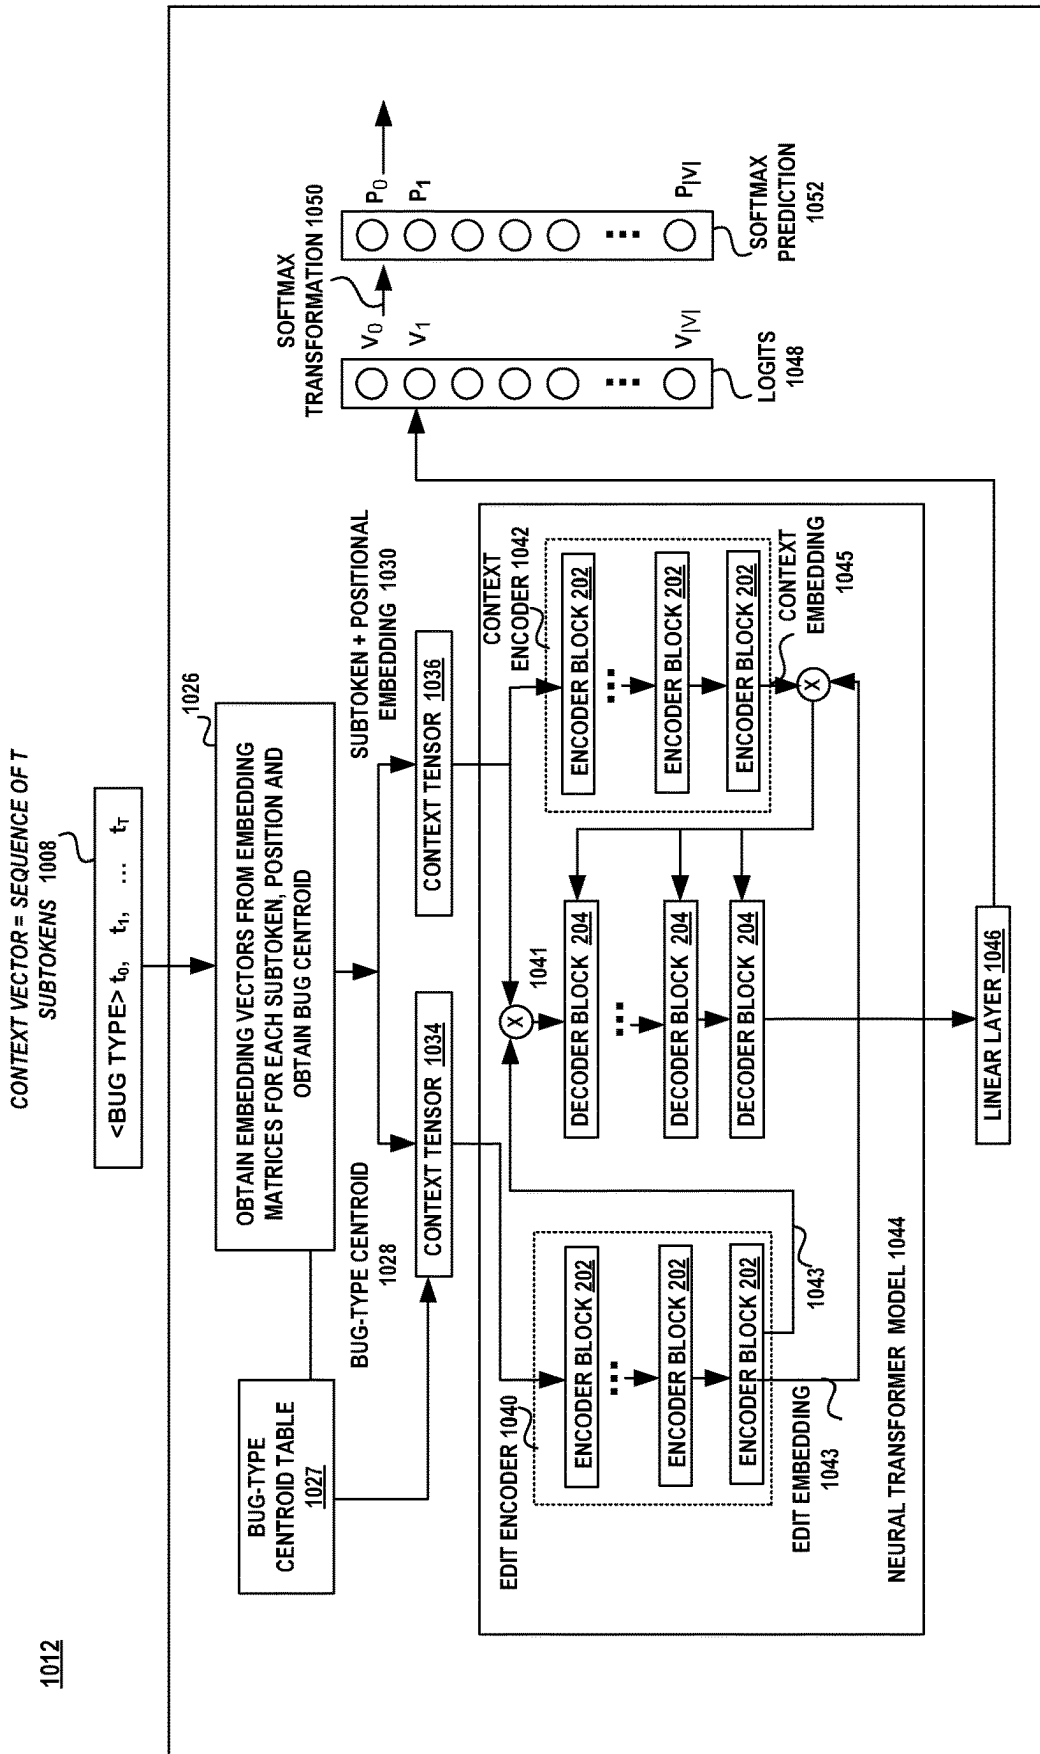 1012
CONTEXT VECTOR = SEQUENCE OF T
SUBTOKENS 1008
<BUG TYPE> t0, t1, ... tT
1026
OBTAIN EMBEDDING VECTORS FROM EMBEDDING
MATRICES FOR EACH SUBTOKEN, POSITION AND
OBTAIN BUG CENTROID
BUG-TYPE
CENTROID TABLE
1027
BUG-TYPE CENTROID
1028
SUBTOKEN + POSITIONAL
EMBEDDING 1030
CONTEXT TENSOR 1034
CONTEXT TENSOR 1036
EDIT ENCODER 1040
ENCODER BLOCK 202
...
ENCODER BLOCK 202
ENCODER BLOCK 202
EDIT EMBEDDING
1043
1043
X
1041
DECODER BLOCK 204
...
DECODER BLOCK 204
DECODER BLOCK 204
CONTEXT
ENCODER 1042
ENCODER BLOCK 202
...
ENCODER BLOCK 202
ENCODER BLOCK 202
X
CONTEXT
EMBEDDING
1045
NEURAL TRANSFORMER MODEL 1044
LINEAR LAYER 1046
SOFTMAX
TRANSFORMATION 1050
V0
V1
...
V|V|
LOGITS
1048
P0
P1
...
P|V|
SOFTMAX
PREDICTION
1052